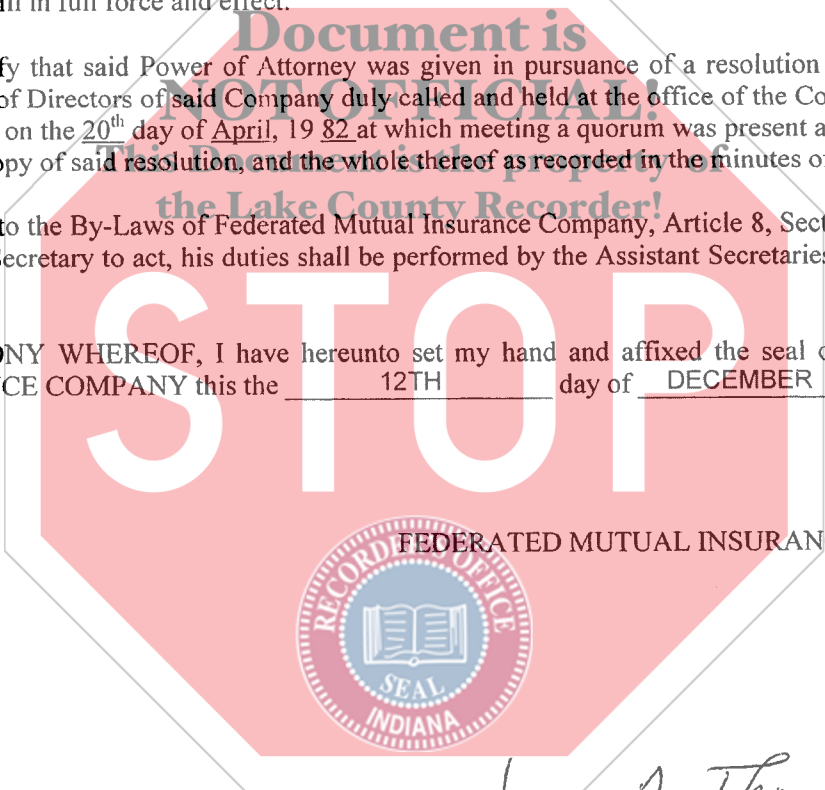 in full force and effect.
Document is
fy that said Power of Attorney was given in pursuance of a resolution
NOT OFFICIAL!
of Directors of said Company duly called and held at the office of the Co
on the 20th day of April, 19 82 at which meeting a quorum was present a
This Document is the property of
opy of said resolution, and the whole thereof as recorded in the minutes of
the Lake County Recorder!
to the By-Laws of Federated Mutual Insurance Company, Article 8, Sect
Secretary to act, his duties shall be performed by the Assistant Secretaries
STOP
ONY WHEREOF, I have hereunto set my hand and affixed the seal o
CE COMPANY this the 12TH day of DECEMBER
FEDERATED MUTUAL INSURAN
RECORDER'S OFFICE
SEAL
INDIANA